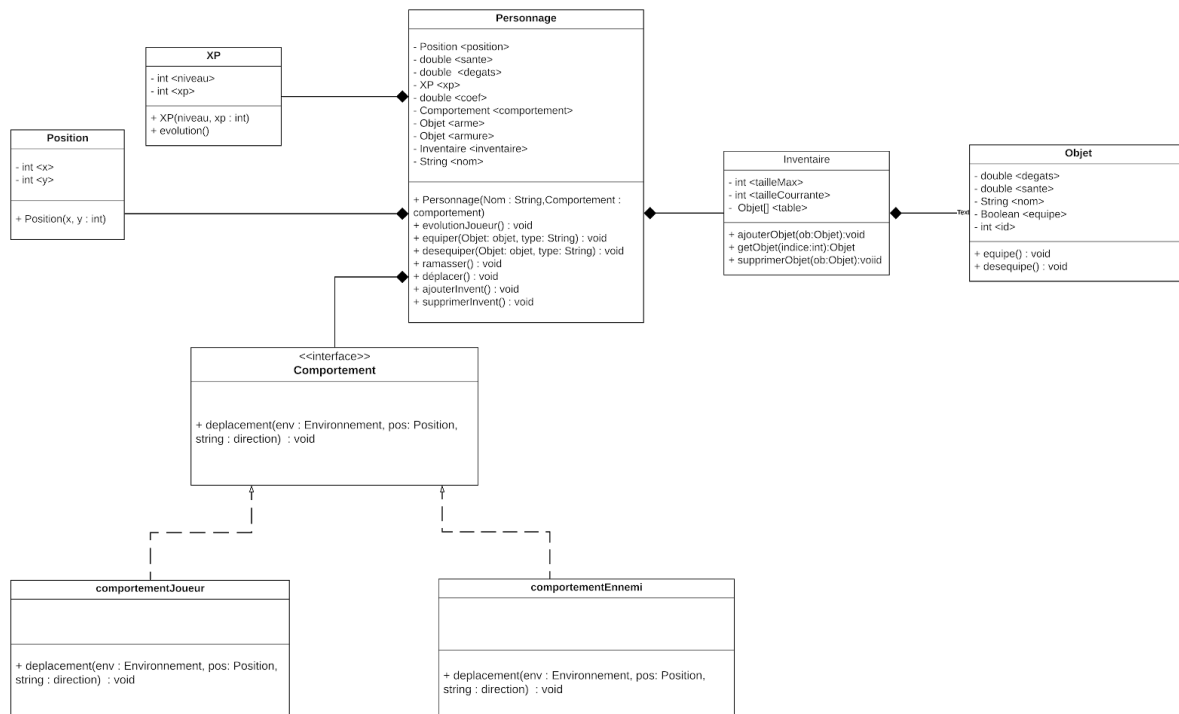 Personnage
- Position <position>
- double <sante>
- double <degats>
- XP <xp>
- double <coef>
- Comportement <comportement>
- Objet <arme>
- Objet <armure>
- Inventaire <inventaire>
- String <nom>
+ Personnage(Nom : String,Comportement :
comportement)
+ evolutionJoueur() : void
+ equiper(Objet: objet, type: String) : void
+ desequiper(Objet: objet, type: String) : void
+ ramasser() : void
+ déplacer() : void
+ ajouterInvent() : void
+ supprimerInvent() : void
XP
- int <niveau>
- int <xp>
+ XP(niveau, xp : int)
+ evolution()
Position
- int <x>
- int <y>
+ Position(x, y : int)
Inventaire
- int <tailleMax>
- int <tailleCourrante>
- Objet[] <table>
+ ajouterObjet(ob:Objet):void
+ getObjet(indice:int):Objet
+ supprimerObjet(ob:Objet):voiid
Text
Objet
- double <degats>
- double <sante>
- String <nom>
- Boolean <equipe>
- int <id>
+ equipe() : void
+ desequipe() : void
<<interface>>
Comportement
+ deplacement(env : Environnement, pos: Position,
string : direction) : void
comportementJoueur
+ deplacement(env : Environnement, pos: Position,
string : direction) : void
comportementEnnemi
+ deplacement(env : Environnement, pos: Position,
string : direction) : void